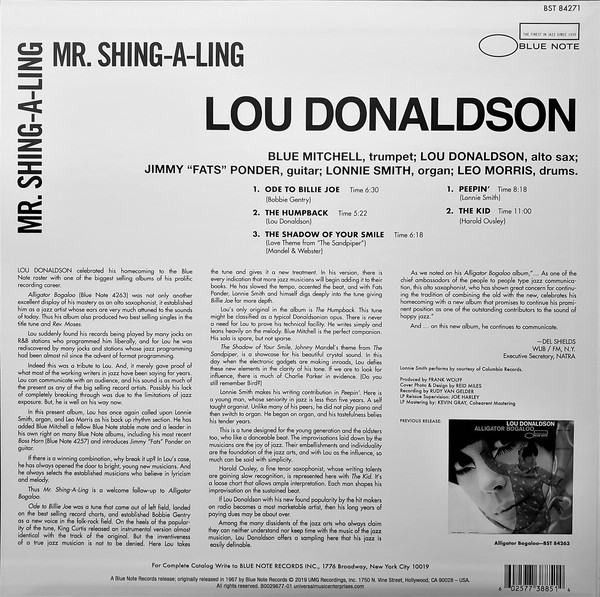 BST 84271
THE FINEST IN JAZZ SINCE 1939
BLUE NOTE
MR. SHING-A-LING
MR. SHING-A-LING
LOU DONALDSON
BLUE MITCHELL, trumpet; LOU DONALDSON, alto sax;
JIMMY “FATS” PONDER, guitar; LONNIE SMITH, organ; LEO MORRIS, drums.
1. ODE TO BILLIE JOE Time 6:30
(Bobbie Gentry)
2. THE HUMPBACK Time 5:22
(Lou Donaldson)
3. THE SHADOW OF YOUR SMILE Time 6:18
(Love Theme from “The Sandpiper”)
(Mandel & Webster)
1. PEEPIN’ Time 8:18
(Lonnie Smith)
2. THE KID Time 11:00
(Harold Ousley)
LOU DONALDSON celebrated his homecoming to the Blue
Note roster with one of the biggest selling albums of his prolific
recording career.
Alligator Bogaloo (Blue Note 4263) was not only another
excellent display of his mastery as an alto saxophonist, it established
him as a jazz artist whose ears are very much attuned to the sounds
of today. Thus his album also produced two best selling singles in the
title tune and Rev. Moses.
Lou suddenly found his records being played by many jocks on
R&B stations who programmed him liberally, and for Lou he was
rediscovered by many jocks and stations whose jazz programming
had been almost nil since the advent of format programming.
Indeed this was a tribute to Lou. And, it merely gave proof of
what most of the working writers in jazz have been saying for years.
Lou can communicate with an audience, and his sound is as much of
the present as any of the big selling record artists. Possibly his lack
of completely breaking through was due to the limitations of jazz
exposure. But, he is well on his way now.
In this present album, Lou has once again called upon Lonnie
Smith, organ, and Leo Morris as his back up rhythm section. He has
added Blue Mitchell a fellow Blue Note stable mate and a leader in
his own right on many Blue Note albums, including his most recent
Boss Horn (Blue Note 4257) and introduces Jimmy “Fats” Ponder on
guitar.
If there is a winning combination, why break it up? In Lou’s case,
he has always opened the door to bright, young new musicians. And
he always selects the established musicians who believe in lyricism
and melody.
Thus Mr. Shing-A-Ling is a welcome follow-up to Alligator
Bogaloo.
Ode to Billie Joe was a tune that came out of left field, landed
on the best selling record charts, and established Bobbie Gentry
as a new voice in the folk-rock field. On the heels of the popular-
ity of the tune, King Curtis released an instrumental version almost
identical with the track of the original. But the inventiveness
of a true jazz musician is not to be denied. Here Lou takes
the tune and gives it a new treatment. In his version, there is
every indication that more jazz musicians will begin adding it to their
books. He has slowed the tempo, accented the beat, and with Fats
Ponder, Lonnie Smith and himself digs deeply into the tune giving
Billie Joe far more depth.
Lou’s only original in the album is The Humpback. This tune
might be classified as a typical Donaldsonian opus. There is never
a need for Lou to prove his technical facility. He writes simply and
leans heavily on the melody. Blue Mitchell is the perfect companion.
His solo is spare, but not sparse.
The Shadow of Your Smile, Johnny Mandel’s theme from The
Sandpiper, is a showcase for his beautiful crystal sound. In this
day when the electronic gadgets are making inroads, Lou defies
these new elements in the clarity of his tone. If we are to look for
influence, there is much of Charlie Parker in evidence. (Do you
still remember Bird?)
Lonnie Smith makes his writing contribution in Peepin’. Here is
a young man, whose seniority in jazz is less than five years. A self
taught organist. Unlike many of his peers, he did not play piano and
then switch to organ. He began on organ, and his tastefulness belies
his tender years.
This is a tune designed for the young generation and the oldsters
too, who like a danceable beat. The improvisations laid down by the
musicians are the joy of jazz. Their embellishments and individuality
are the foundation of the jazz arts, and with Lou as the influence, so
much can be said with simplicity.
Harold Ousley, a fine tenor saxophonist, whose writing talents
are gaining slow recognition, is represented here with The Kid. It’s
a loose chart that allows ample interpretation. Each man shapes his
improvisation on the sustained beat.
If Lou Donaldson with his new found popularity by the hit makers
on radio becomes a most marketable artist, then his long years of
paying dues may be about over.
Among the many dissidents of the jazz arts who always claim
they can neither understand nor keep time with the music of the jazz
musician, Lou Donaldson offers a sampling here that his jazz is
easily definable.
As we noted on his Alligator Bogaloo album,“... As one of the
chief ambassadors of the people to people type jazz communica-
tion, this alto saxophonist, who has shown great concern for continu-
ing the tradition of combining the old with the new, celebrates his
homecoming with a new album that promises to continue his promi-
nent position as one of the outstanding contributors to the sound of
happy jazz.”
And ... on this new album, he continues to communicate.
—DEL SHIELDS
WLIB / FM, N.Y.
Executive Secretary, NATRA
Lonnie Smith performs by courtesy of Columbia Records.
Produced by FRANK WOLFF
Cover Photo & Design by REID MILES
Recording by RUDY VAN GELDER
LP Reissue Supervision: JOE HARLEY
LP Mastering by: KEVIN GRAY, Cohearent Mastering
PREVIOUS RELEASE:
LOU DONALDSON
ALLIGATOR BOGALOO
BLUE NOTE
Alligator Bogaloo—BST 84263
For Complete Catalog Write to BLUE NOTE RECORDS INC., 1776 Broadway, New York City 10019
A Blue Note Records release; originally released in 1967 by Blue Note Records © 2019 UMG Recordings, Inc. 1750 N. Vine Street, Hollywood, CA 90028 – USA.
All rights reserved. B0029677-01 universalmusicenterprises.com
6 02577 38851 4